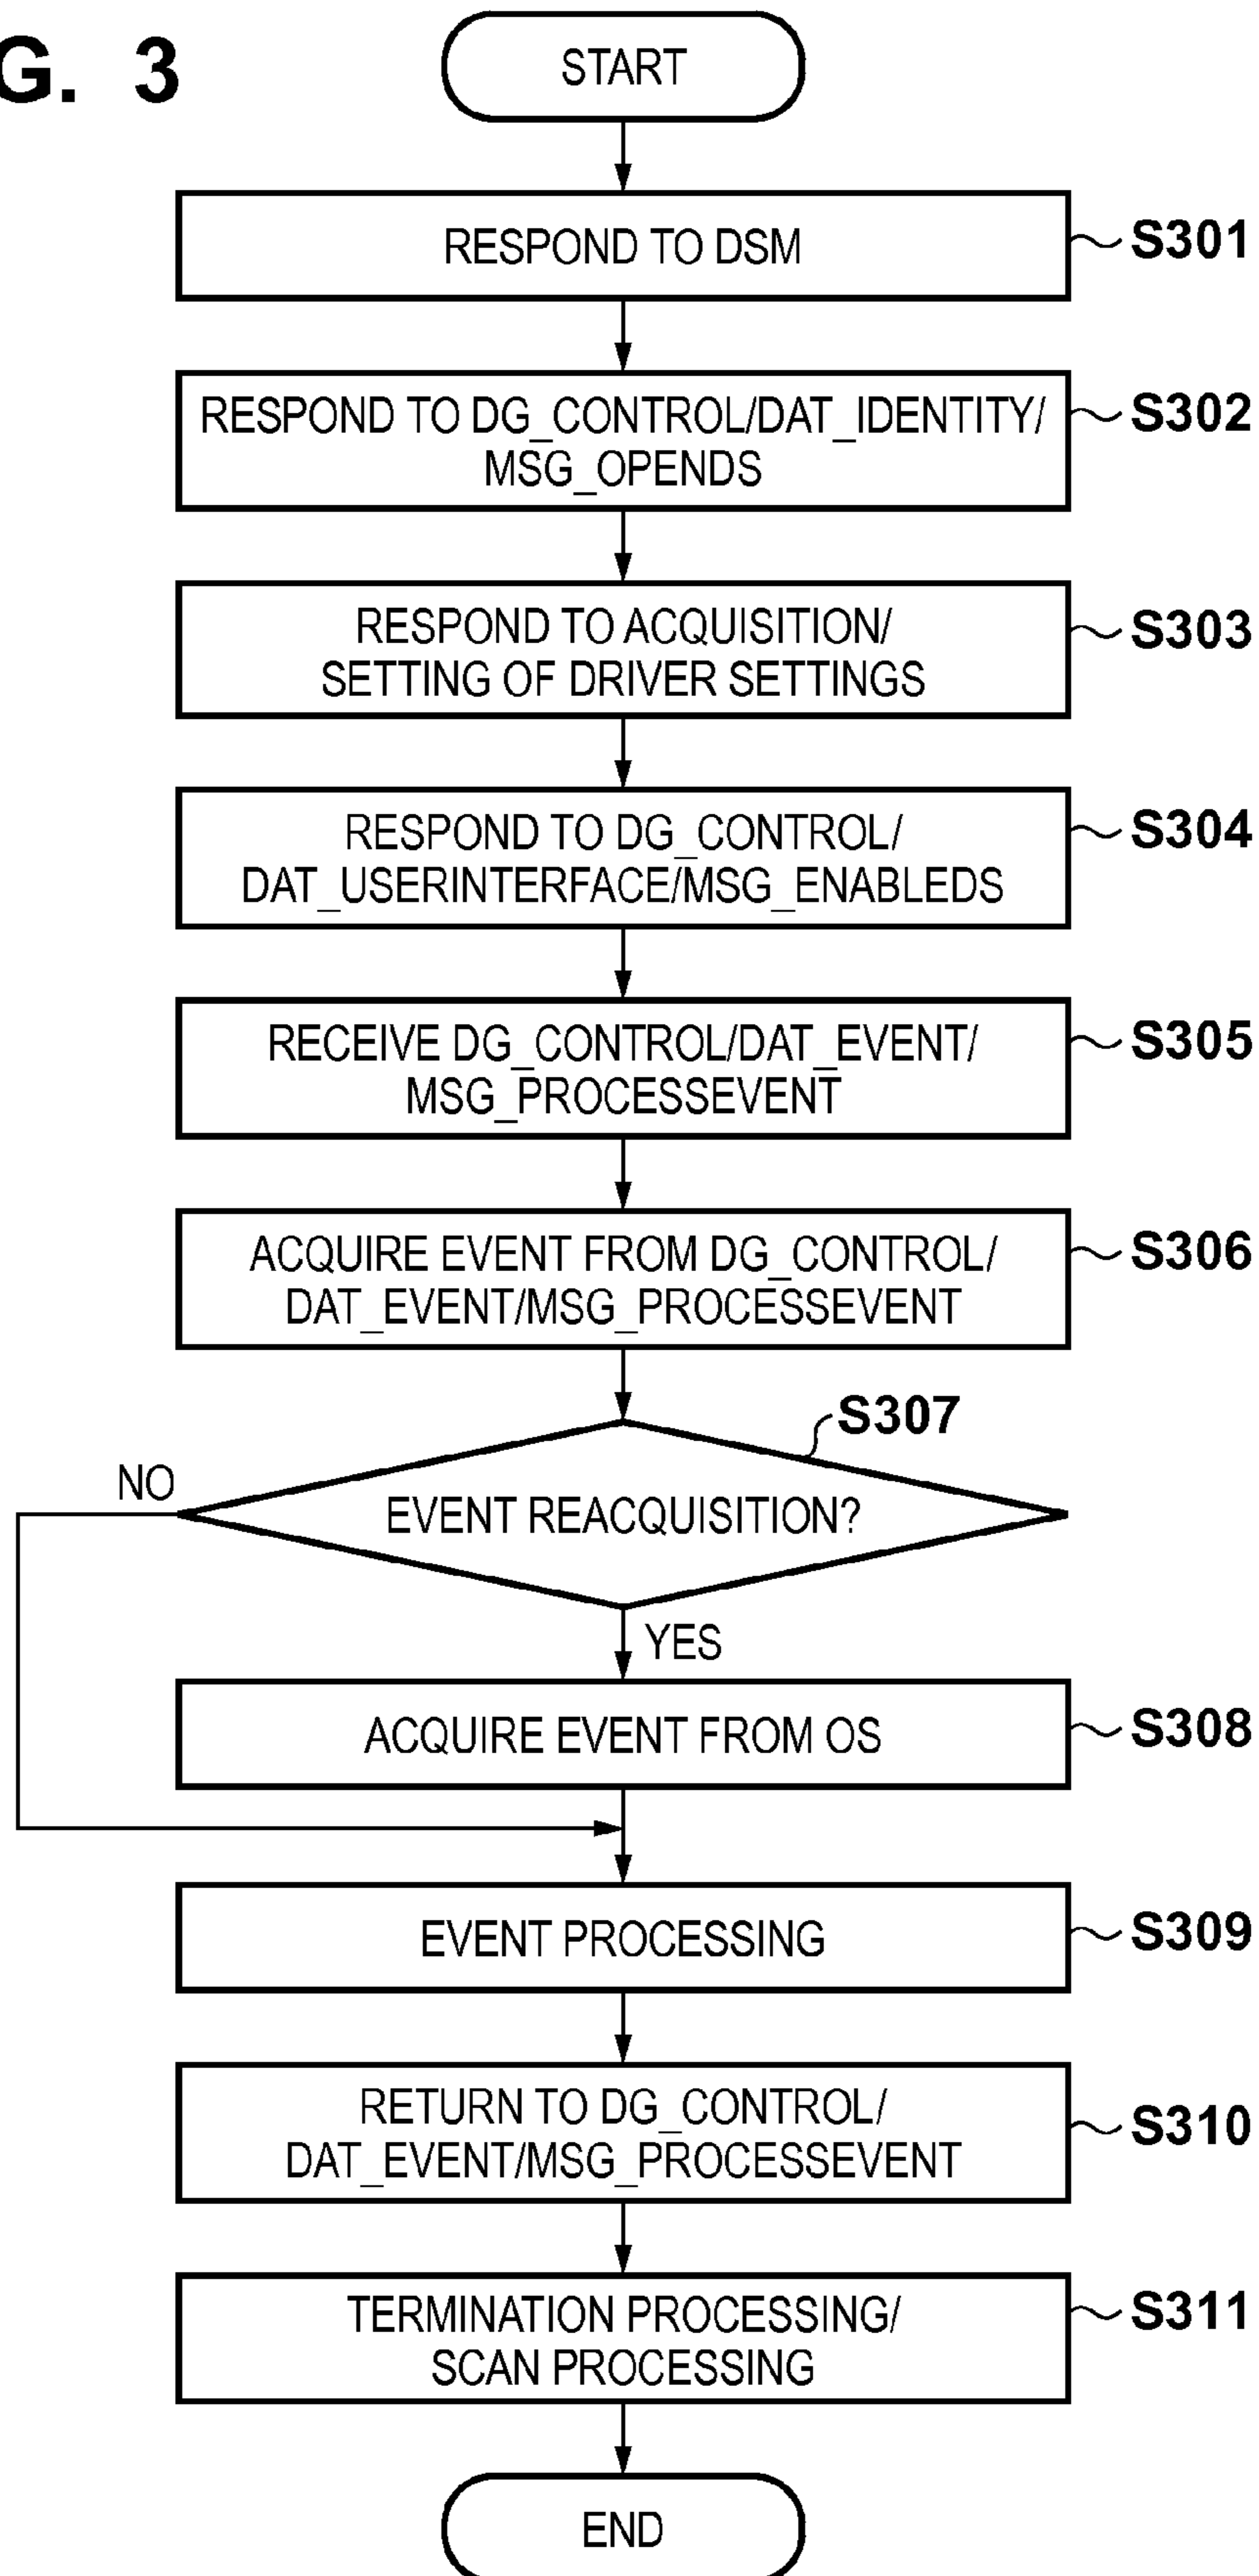 G. 3
START
RESPOND TO DSM
S301
RESPOND TO DG_CONTROL/DAT_IDENTITY/
MSG_OPENDS
S302
RESPOND TO ACQUISITION/
SETTING OF DRIVER SETTINGS
S303
RESPOND TO DG_CONTROL/
DAT_USERINTERFACE/MSG_ENABLEDS
S304
RECEIVE DG_CONTROL/DAT_EVENT/
MSG_PROCESSEVENT
S305
ACQUIRE EVENT FROM DG_CONTROL/
DAT_EVENT/MSG_PROCESSEVENT
S306
S307
NO
EVENT REACQUISITION?
YES
ACQUIRE EVENT FROM OS
S308
EVENT PROCESSING
S309
RETURN TO DG_CONTROL/
DAT_EVENT/MSG_PROCESSEVENT
S310
TERMINATION PROCESSING/
SCAN PROCESSING
S311
END